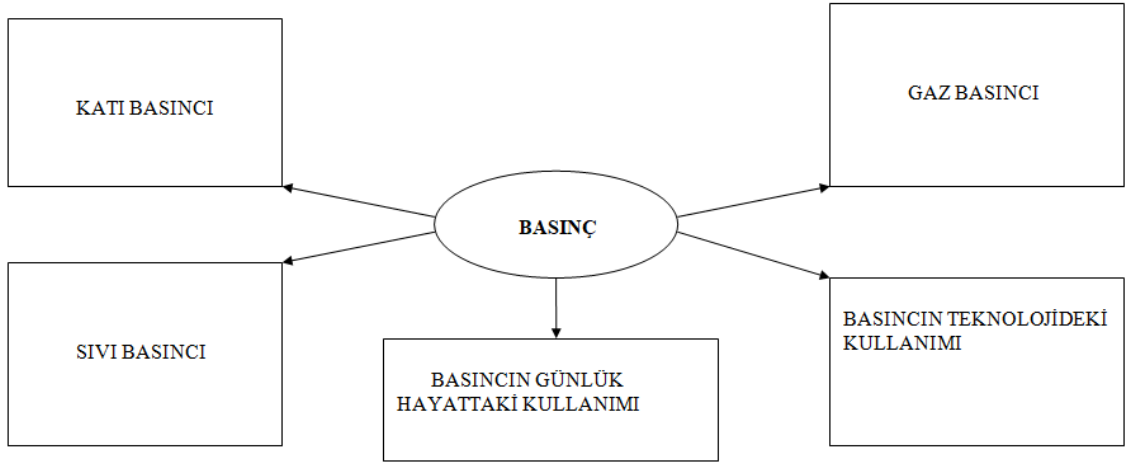 KATI BASINCI
GAZ BASINCI
BASINÇ
SIVI BASINCI
BASINCIN GÜNLÜK
HAYATTAKİ KULLANIMI
BASINCIN TEKNOLOJİDEKİ
KULLANIMI